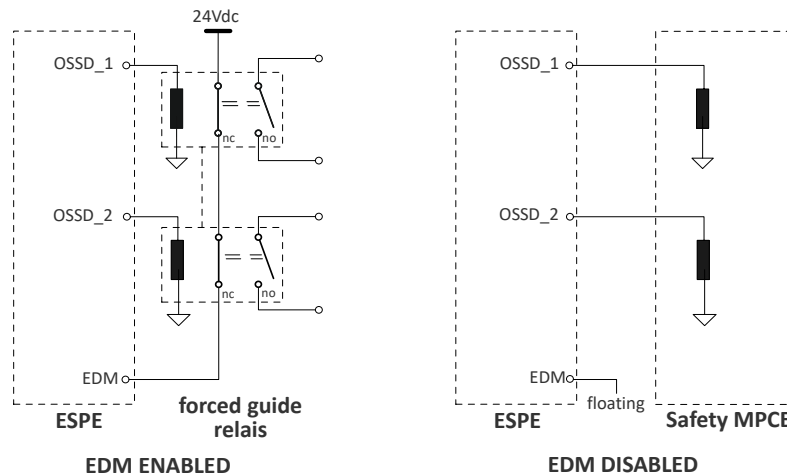 24Vdc
OSSD_1
nc
no
OSSD_2
nc
no
EDM
ESPE
forced guide
relais
EDM ENABLED
OSSD_1
OSSD_2
EDM
floating
ESPE
Safety MPCE
EDM DISABLED